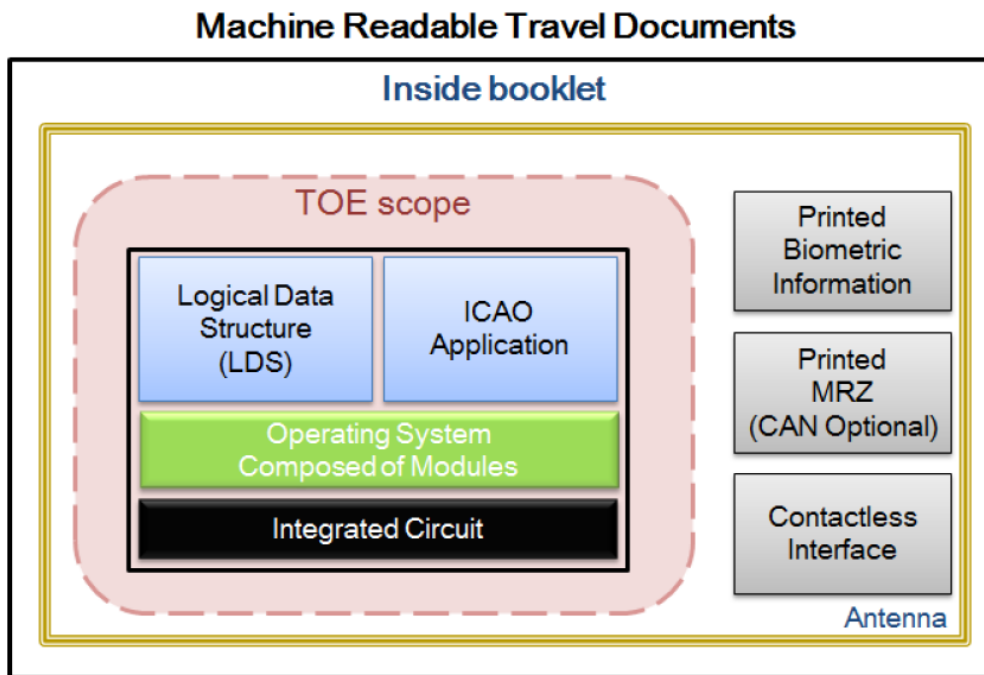 Machine Readable Travel Documents
Inside booklet
TOE scope
Logical Data
Structure
(LDS)
ICAO
Application
Operating System
Composed of Modules
Integrated Circuit
Printed
Biometric
Information
Printed
MRZ
(CAN Optional)
Contactless
Interface
Antenna